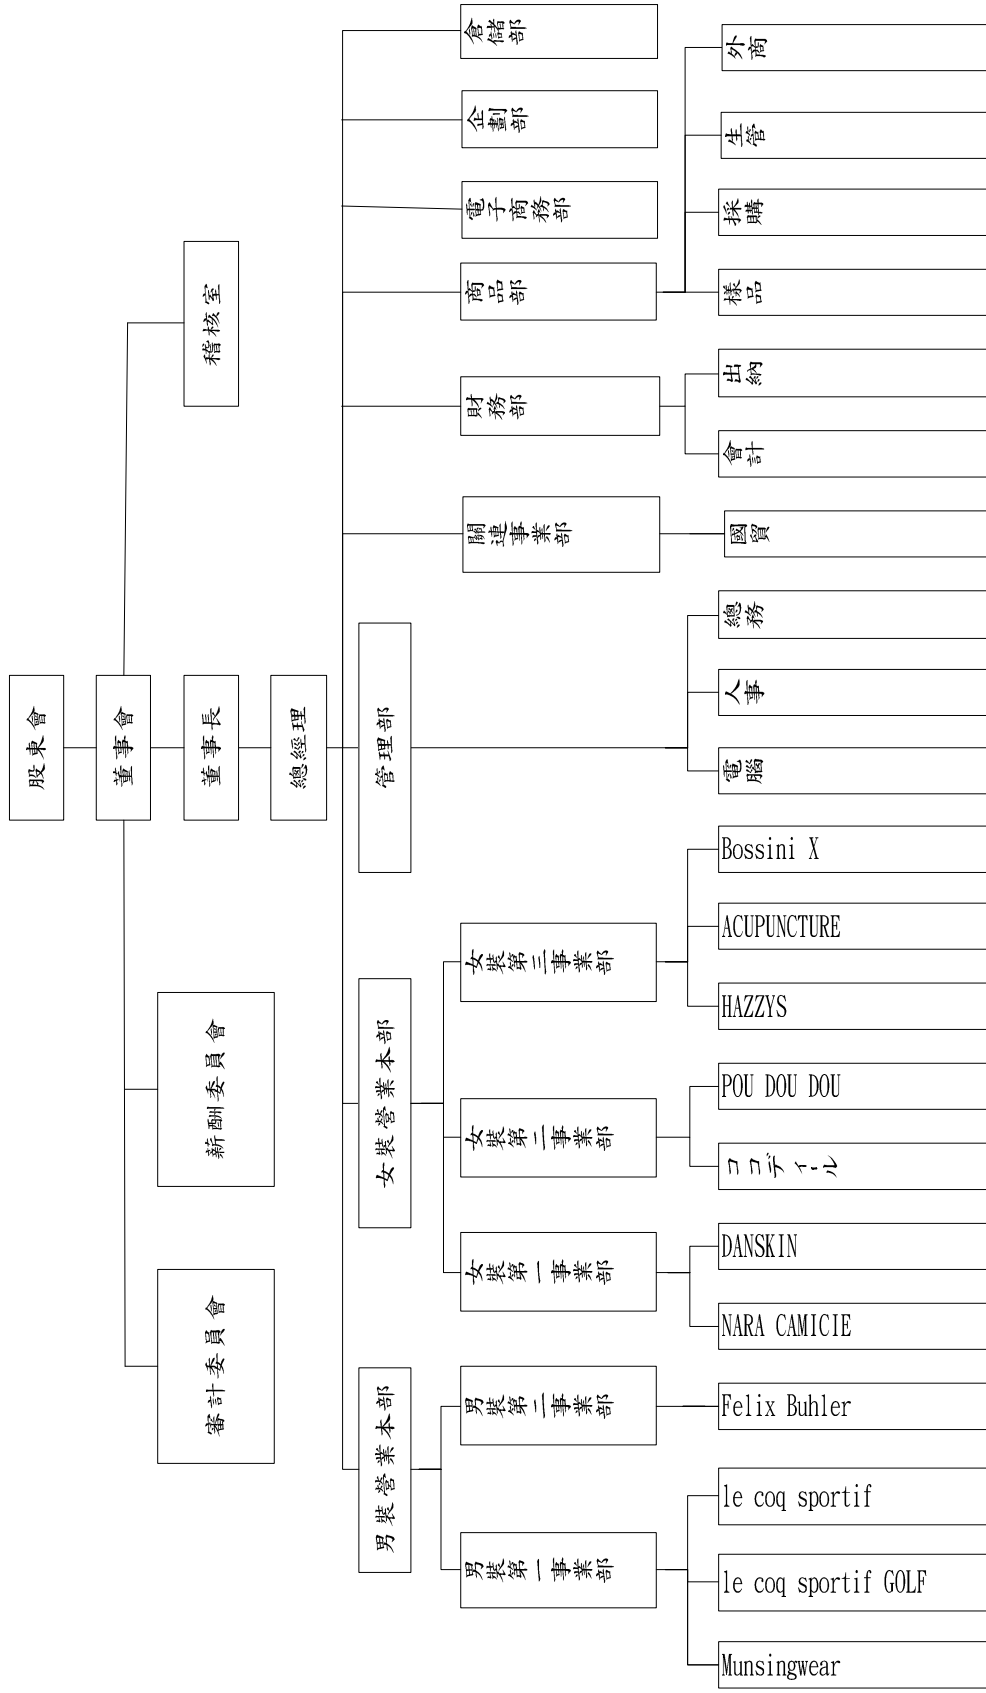 股東會
董事會
審計委員會
薪酬委員會
稽核室
董事長
總經理
男裝營業本部
女裝營業本部
管理部
男裝第一事業部
男裝第二事業部
女裝第一事業部
女裝第二事業部
女裝第三事業部
關連事業部
財務部
商品部
電子商務部
企劃部
倉儲部
Munsingwear
le coq sportif GOLF
le coq sportif
Felix Buhler
NARA CAMICIE
DANSKIN
ココディール
POU DOU DOU
HAZZYS
ACUPUNCTURE
Bossini X
電腦
人事
總務
國貿
會計
出納
樣品
採購
生管
外商